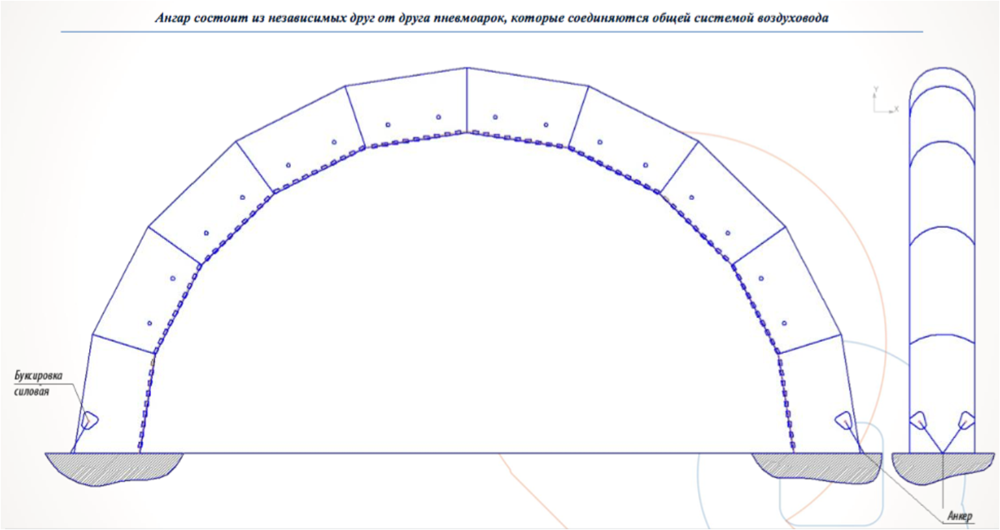 Ангар состоит из независимых друг от друга пневмоарок, которые соединяются общей системой воздуховода
Y
X
Буксировка
силовая
Анкер